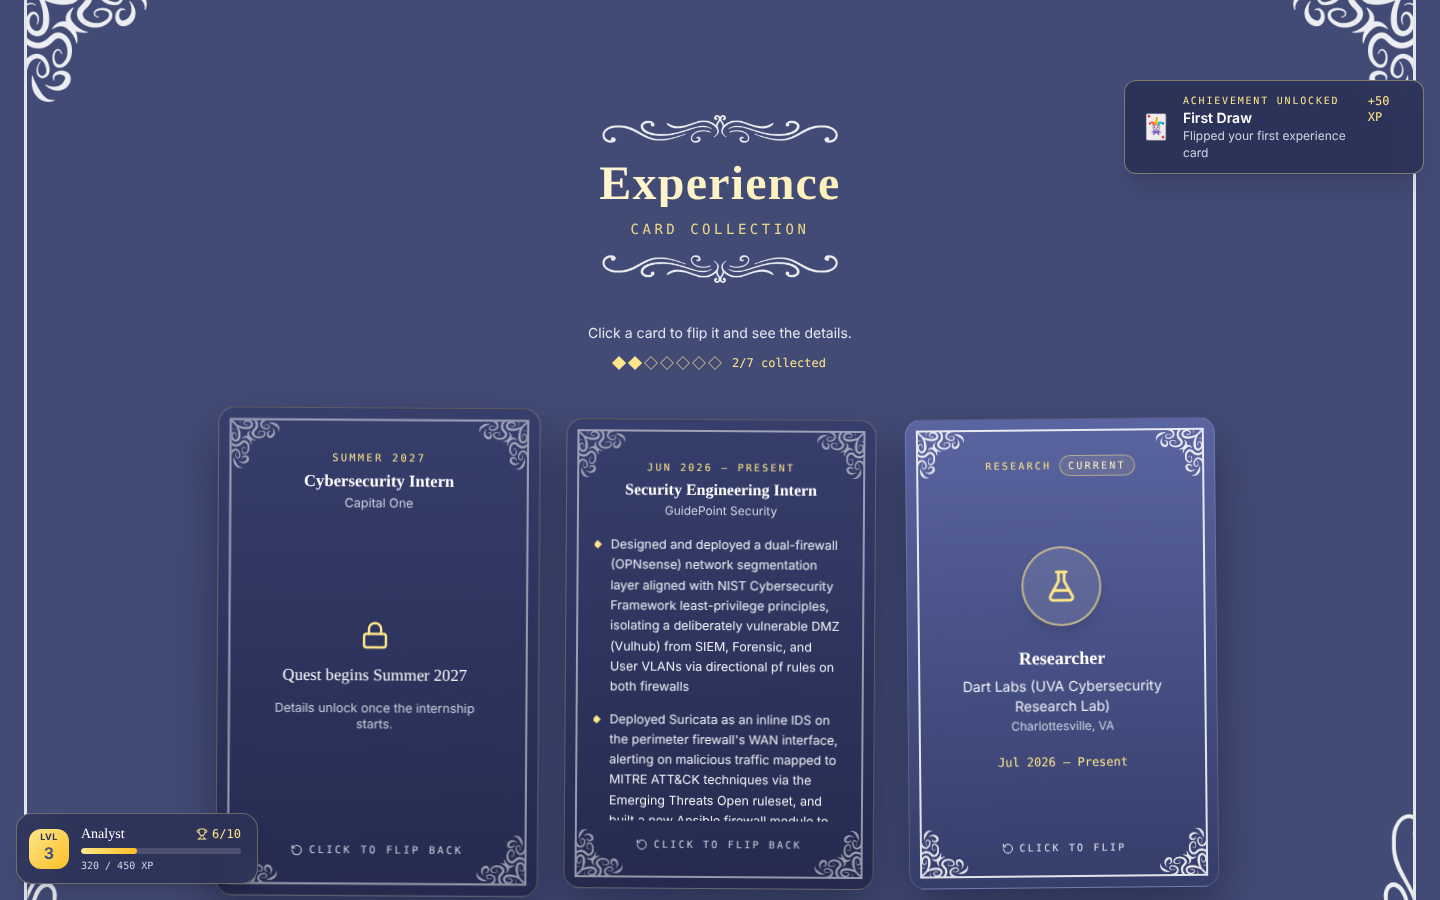 ACHIEVEMENT UNLOCKED
First Draw
Flipped your first experience
card
+50
XP
Experience
CARD COLLECTION
Click a card to flip it and see the details.
2/7 collected
SUMMER 2027
Cybersecurity Intern
Capital One
Quest begins Summer 2027
Details unlock once the internship
starts.
CLICK TO FLIP BACK
JUN 2026 — PRESENT
Security Engineering Intern
GuidePoint Security
Designed and deployed a dual-firewall
(OPNsense) network segmentation
layer aligned with NIST Cybersecurity
Framework least-privilege principles,
isolating a deliberately vulnerable DMZ
(Vulhub) from SIEM, Forensic, and
User VLANs via directional pf rules on
both firewalls
Deployed Suricata as an inline IDS on
the perimeter firewall's WAN interface,
alerting on malicious traffic mapped to
MITRE ATT&CK techniques via the
Emerging Threats Open ruleset, and
built a new Ansible firewall module to
CLICK TO FLIP BACK
RESEARCH CURRENT
Researcher
Dart Labs (UVA Cybersecurity
Research Lab)
Charlottesville, VA
Jul 2026 — Present
CLICK TO FLIP
LVL
3
Analyst
6/10
320 / 450 XP